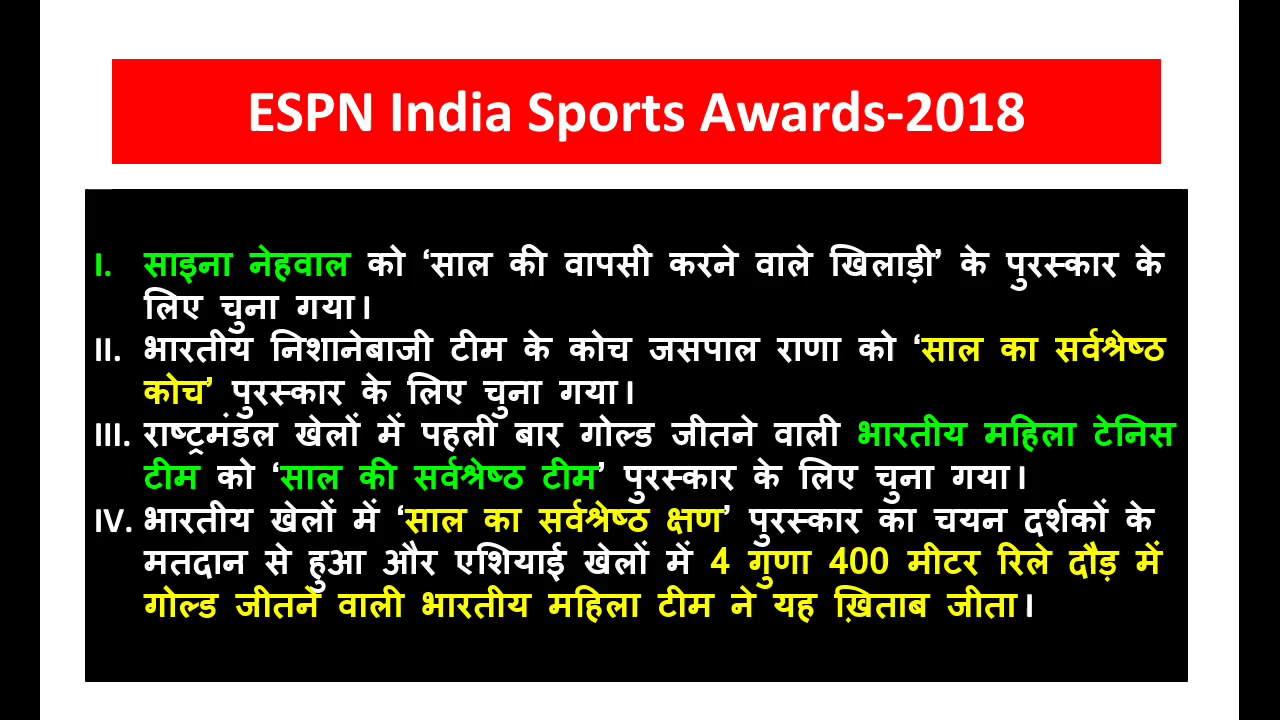 ESPN India Sports Awards-2018
I. साइना नेहवाल को ‘साल की वापसी करने वाले खिलाड़ी’ के पुरस्कार के
लिए चुना गया।
II. भारतीय निशानेबाजी टीम के कोच जसपाल राणा को ‘साल का सर्वश्रेष्ठ
कोच’ पुरस्कार के लिए चुना गया।
III. राष्ट्रमंडल खेलों में पहली बार गोल्ड जीतने वाली भारतीय महिला टेनिस
टीम को ‘साल की सर्वश्रेष्ठ टीम’ पुरस्कार के लिए चुना गया।
IV. भारतीय खेलों में ‘साल का सर्वश्रेष्ठ क्षण’ पुरस्कार का चयन दर्शकों के
मतदान से हुआ और एशियाई खेलों में 4 गुणा 400 मीटर रिले दौड़ में
गोल्ड जीतने वाली भारतीय महिला टीम ने यह ख़िताब जीता।